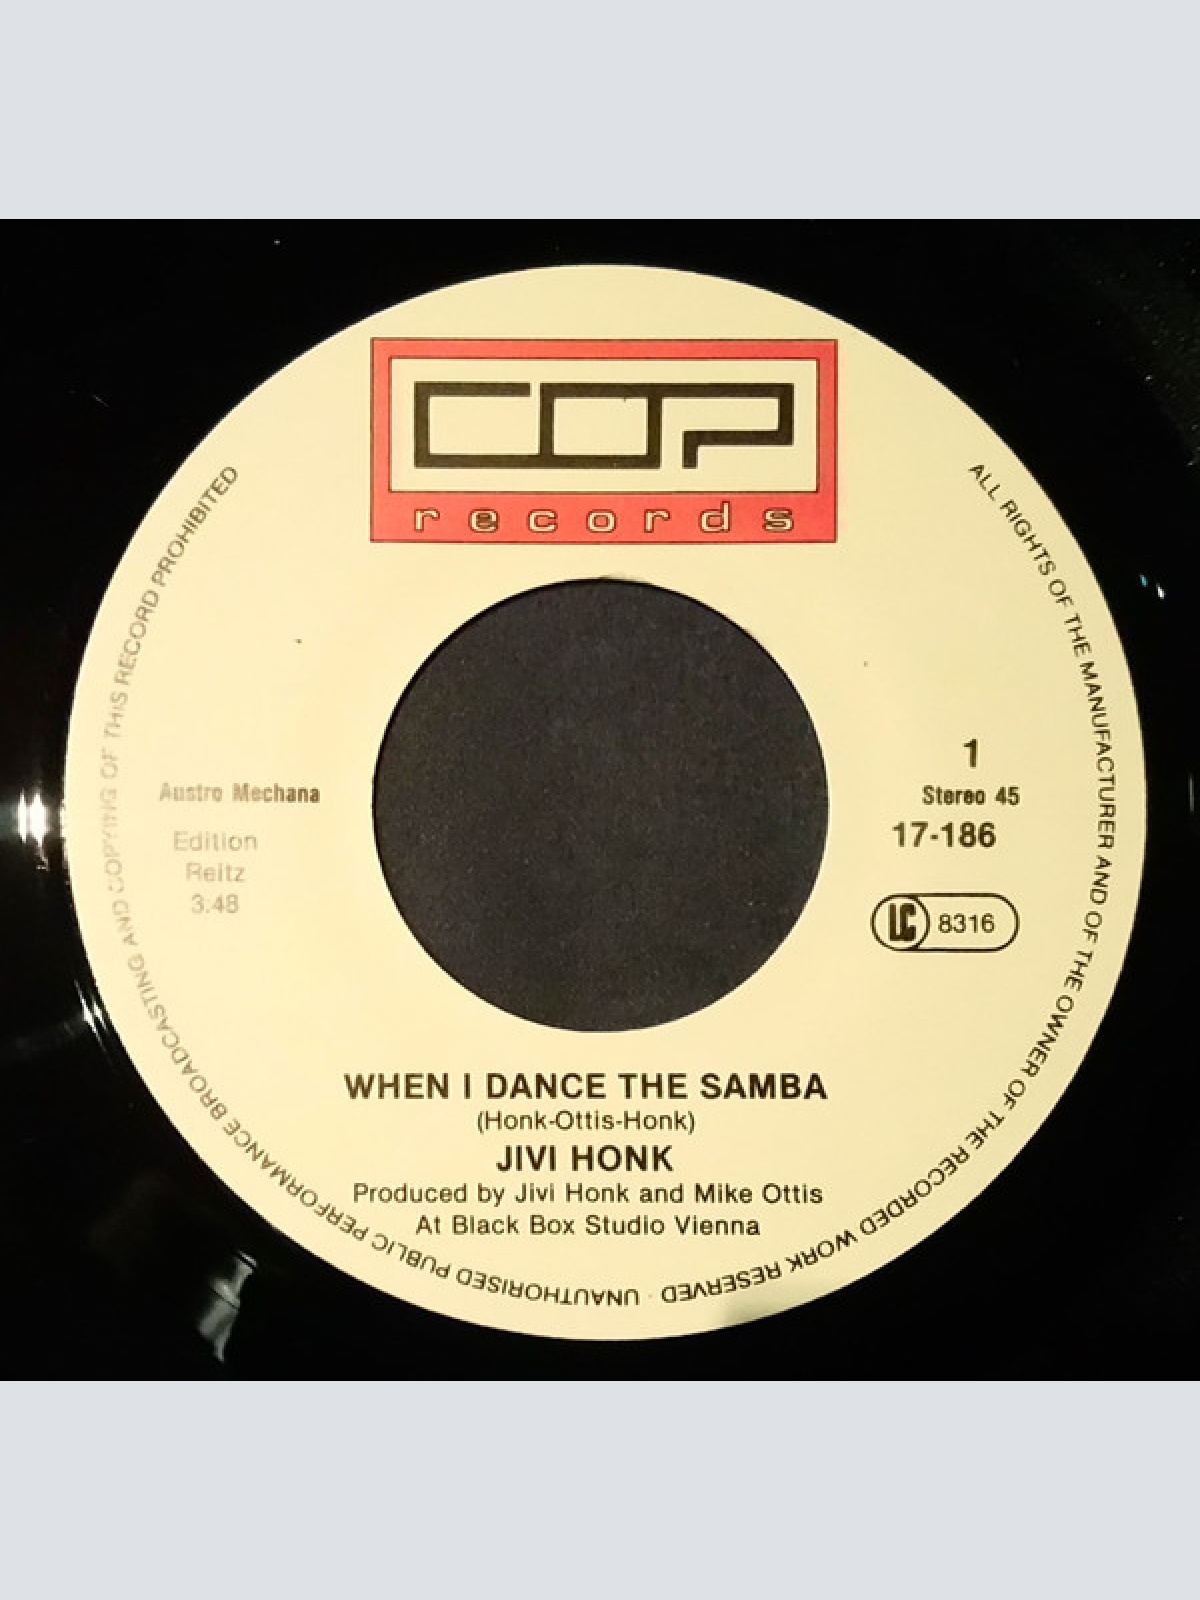 COP
records
1
Stereo 45
17-186
LC 8316
Austro Mechana
Edition
Reitz
3:48
WHEN I DANCE THE SAMBA
(Honk-Ottis-Honk)
JIVI HONK
Produced by Jivi Honk and Mike Ottis
At Black Box Studio Vienna
ALL RIGHTS OF THE MANUFACTURER AND OF THE OWNER OF THE RECORDED WORK RESERVED · UNAUTHORISED PUBLIC PERFORMANCE BROADCASTING AND COPYING OF THIS RECORD PROHIBITED